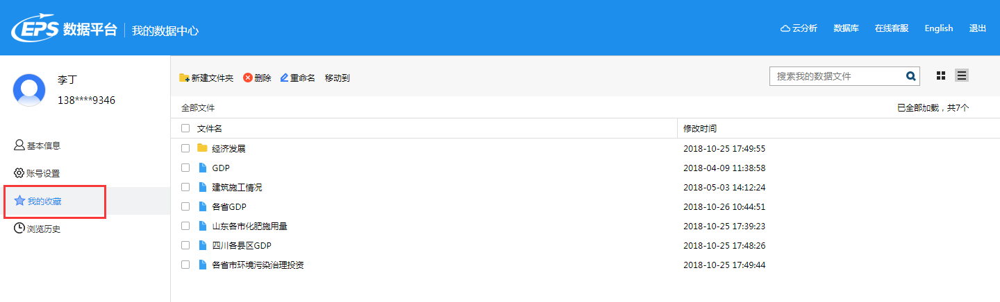 EPS 数据平台 我的数据中心 云分析 数据库 在线客服 English 退出
李丁
138****9346
基本信息
账号设置
我的收藏
浏览历史
新建文件夹 删除 重命名 移动到 搜索我的数据文件
全部文件 已全部加载，共7个
文件名 修改时间
经济发展 2018-10-25 17:49:55
GDP 2018-04-09 11:38:58
建筑施工情况 2018-05-03 14:12:24
各省GDP 2018-10-26 10:44:51
山东各市化肥施用量 2018-10-25 17:39:23
四川各县区GDP 2018-10-25 17:48:26
各省市环境污染治理投资 2018-10-25 17:49:44